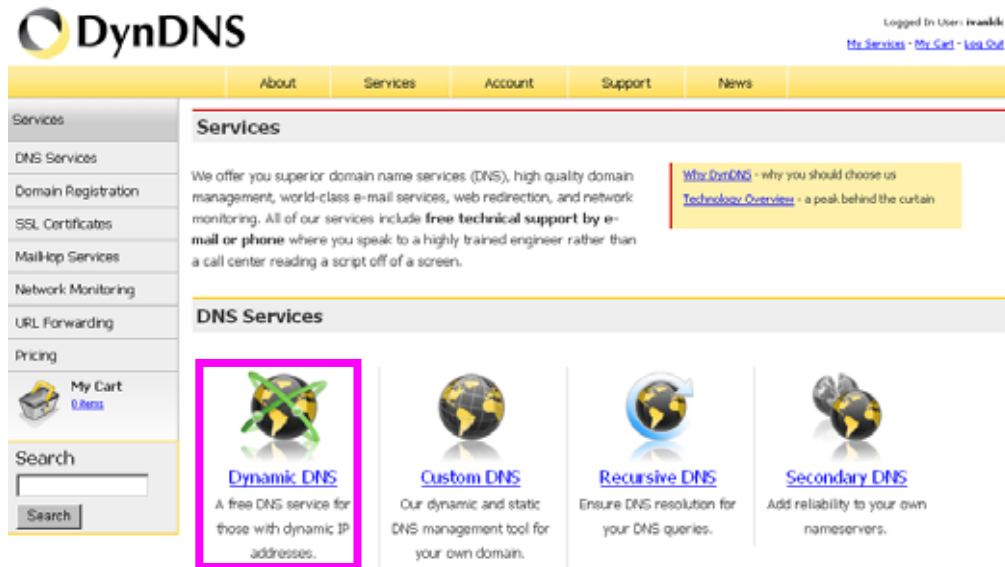 DynDNS
Logged In User: ivankk
My Services - My Cart - Log Out
About Services Account Support News
Services
DNS Services
Domain Registration
SSL Certificates
MailHop Services
Network Monitoring
URL Forwarding
Pricing
My Cart
0 items
Search
Search
Services
We offer you superior domain name services (DNS), high quality domain
management, world-class e-mail services, web redirection, and network
monitoring. All of our services include free technical support by e-
mail or phone where you speak to a highly trained engineer rather than
a call center reading a script off of a screen.
Why DynDNS - why you should choose us
Technology Overview - a peak behind the curtain
DNS Services
Dynamic DNS
A free DNS service for
those with dynamic IP
addresses.
Custom DNS
Our dynamic and static
DNS management tool for
your own domain.
Recursive DNS
Ensure DNS resolution for
your DNS queries.
Secondary DNS
Add reliability to your own
nameservers.